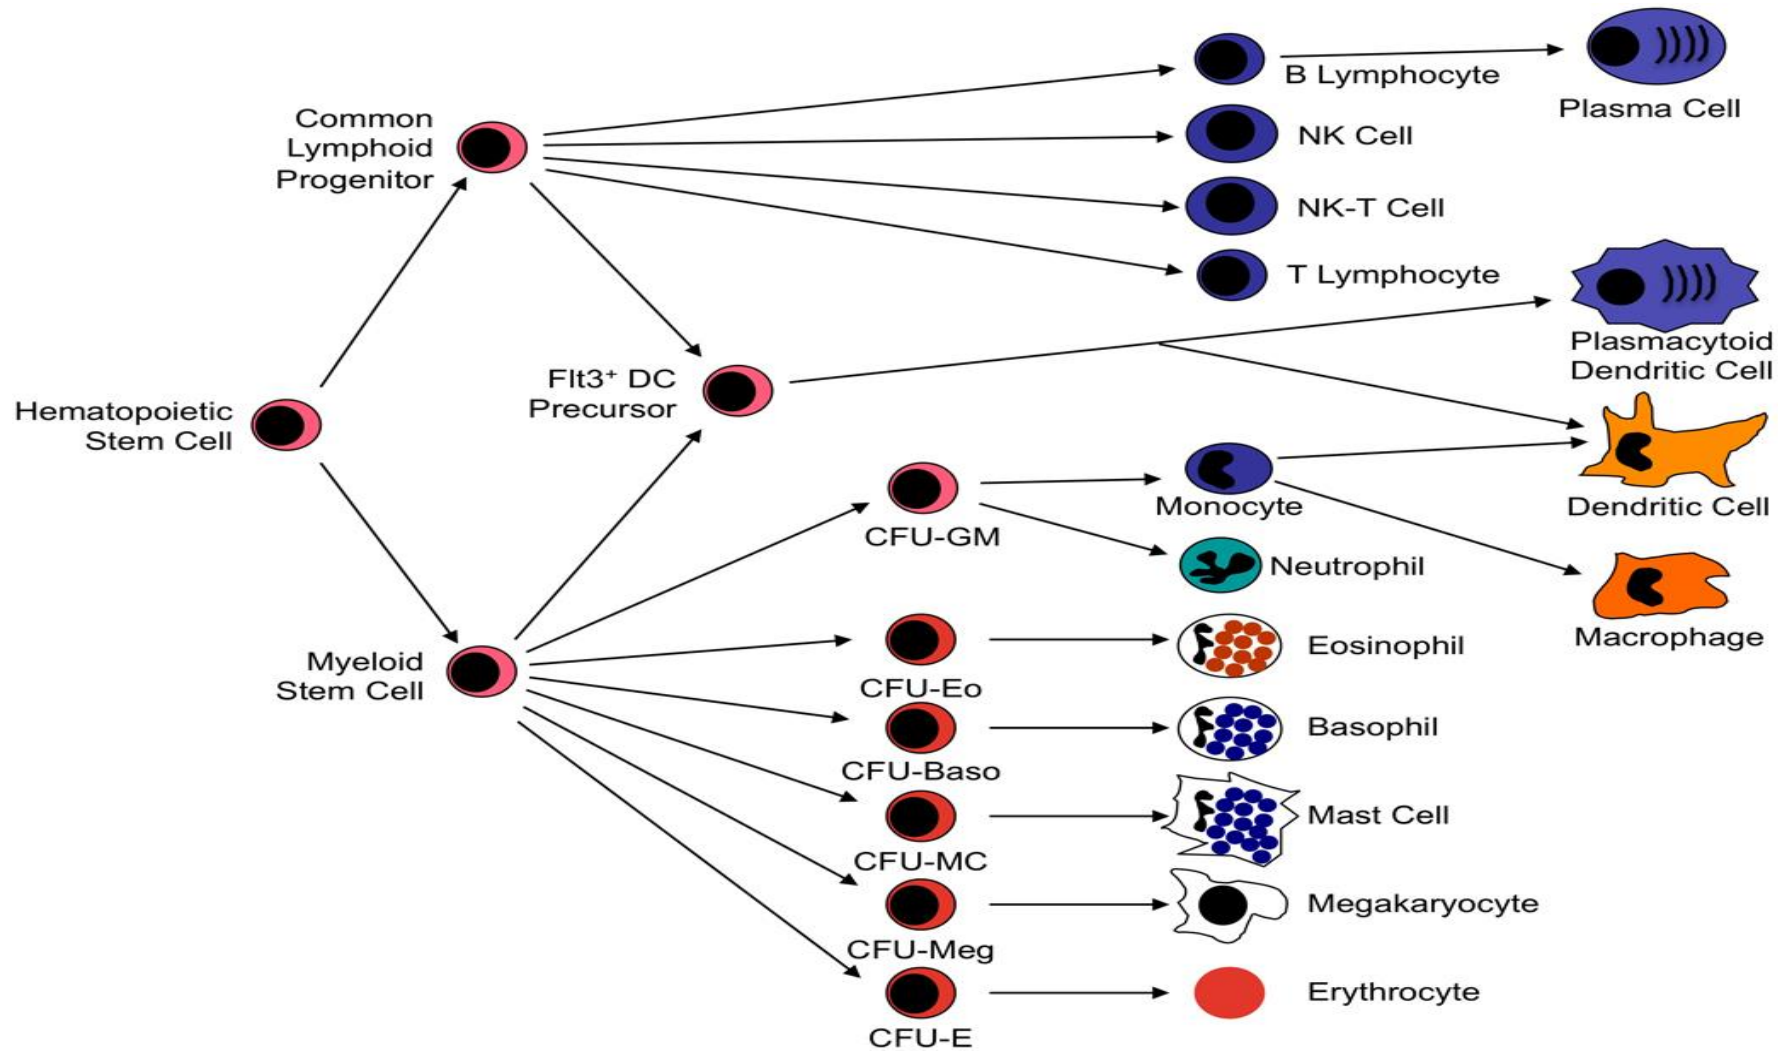 B Lymphocyte
Plasma Cell
Common
Lymphoid
Progenitor
NK Cell
NK-T Cell
T Lymphocyte
Plasmacytoid
Dendritic Cell
Flt3⁺ DC
Precursor
Hematopoietic
Stem Cell
Monocyte
Dendritic Cell
CFU-GM
Neutrophil
Macrophage
Myeloid
Stem Cell
CFU-Eo
Eosinophil
CFU-Baso
Basophil
CFU-MC
Mast Cell
CFU-Meg
Megakaryocyte
CFU-E
Erythrocyte